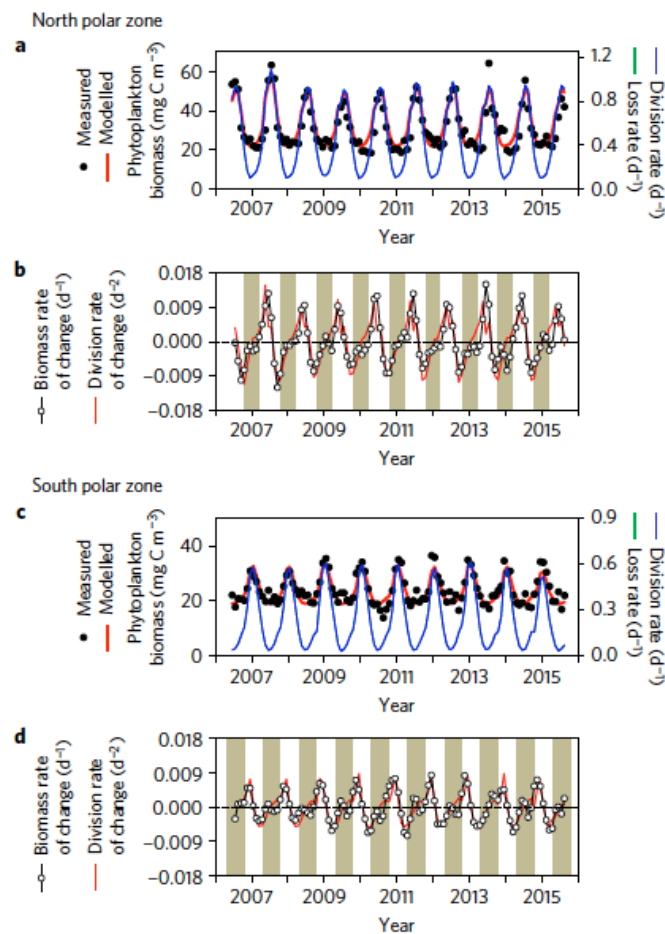 North polar zone
a
Measured
Modelled
Phytoplankton
biomass (mg C m⁻³)
60
40
20
0
1.2
0.8
0.4
0.0
Loss rate (d⁻¹)
Division rate (d⁻¹)
2007 2009 2011 2013 2015
Year
b
Biomass rate
of change (d⁻¹)
Division rate
of change (d⁻²)
0.018
0.009
0.000
−0.009
−0.018
2007 2009 2011 2013 2015
Year
South polar zone
c
Measured
Modelled
Phytoplankton
biomass (mg C m⁻³)
40
20
0
0.9
0.6
0.3
0.0
Loss rate (d⁻¹)
Division rate (d⁻¹)
2007 2009 2011 2013 2015
Year
d
Biomass rate
of change (d⁻¹)
Division rate
of change (d⁻²)
0.018
0.009
0.000
−0.009
−0.018
2007 2009 2011 2013 2015
Year